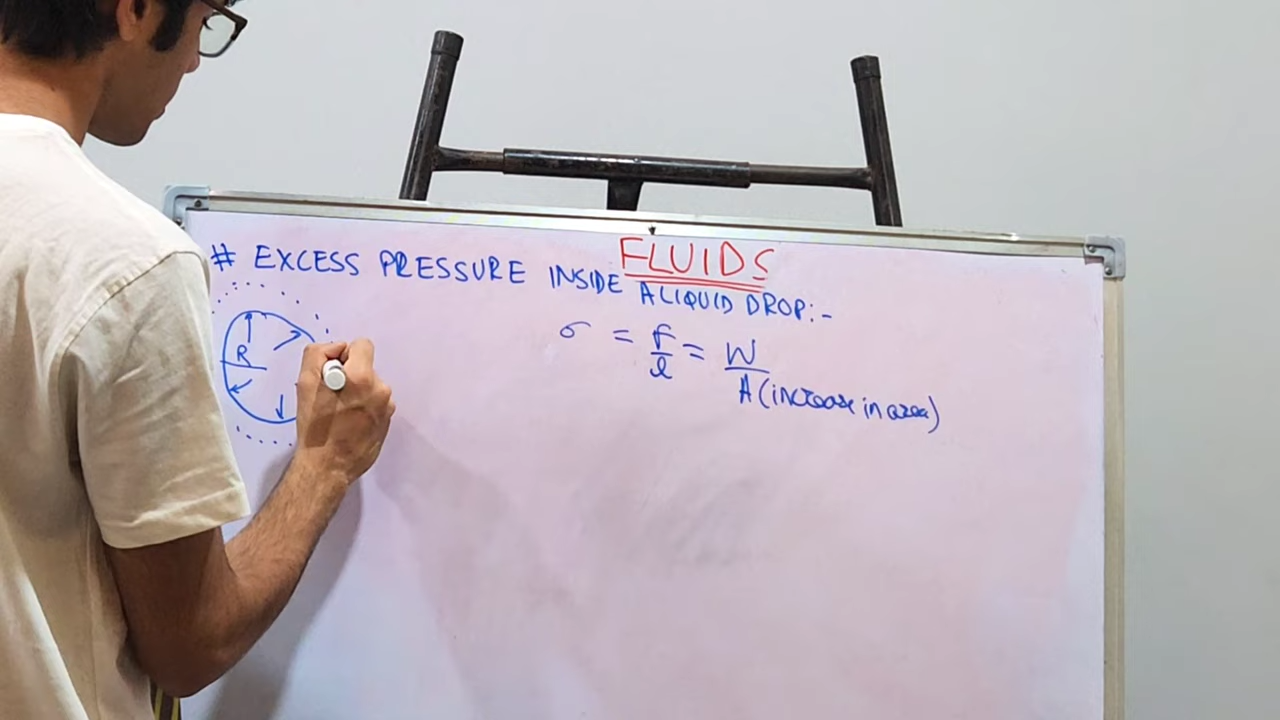 FLUIDS
# EXCESS PRESSURE INSIDE A LIQUID DROP:-
σ = F/l = W/A (increase in area)
R